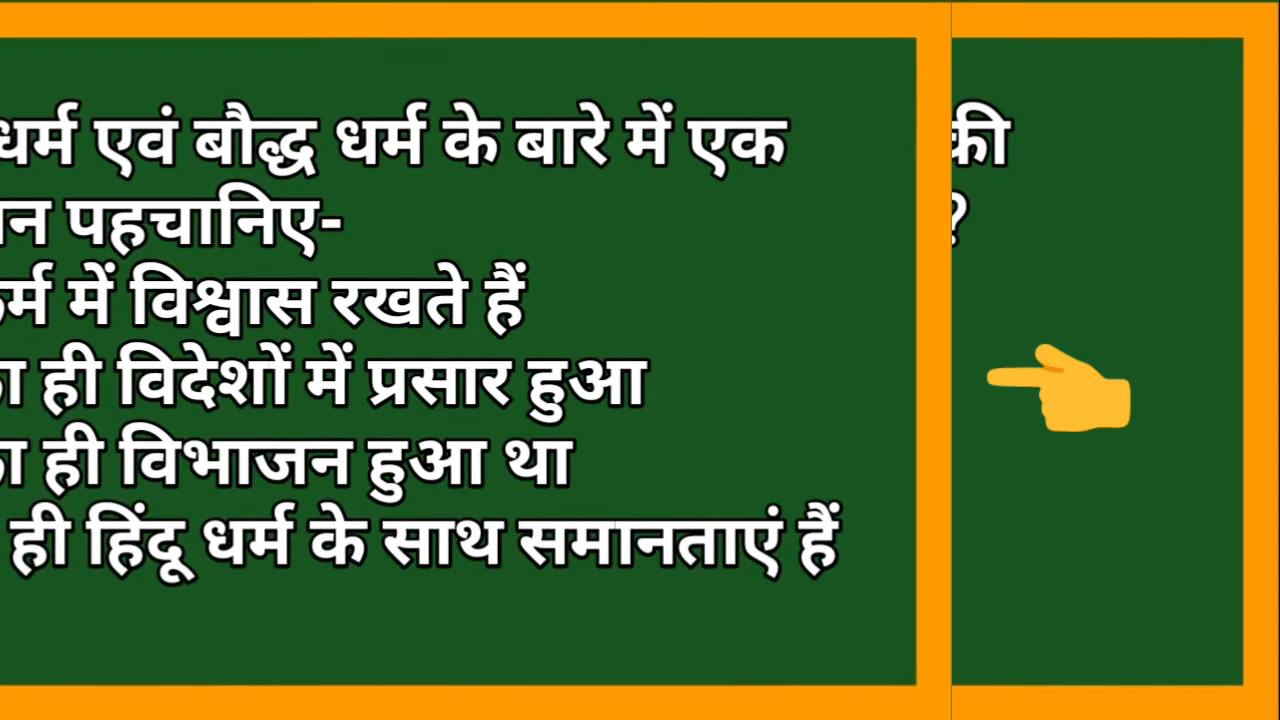 धर्म एवं बौद्ध धर्म के बारे में एक
पहचानिए-
में विश्वास रखते हैं
ही विदेशों में प्रसार हुआ
ही विभाजन हुआ था
ही हिंदू धर्म के साथ समानताएं हैं
की
?